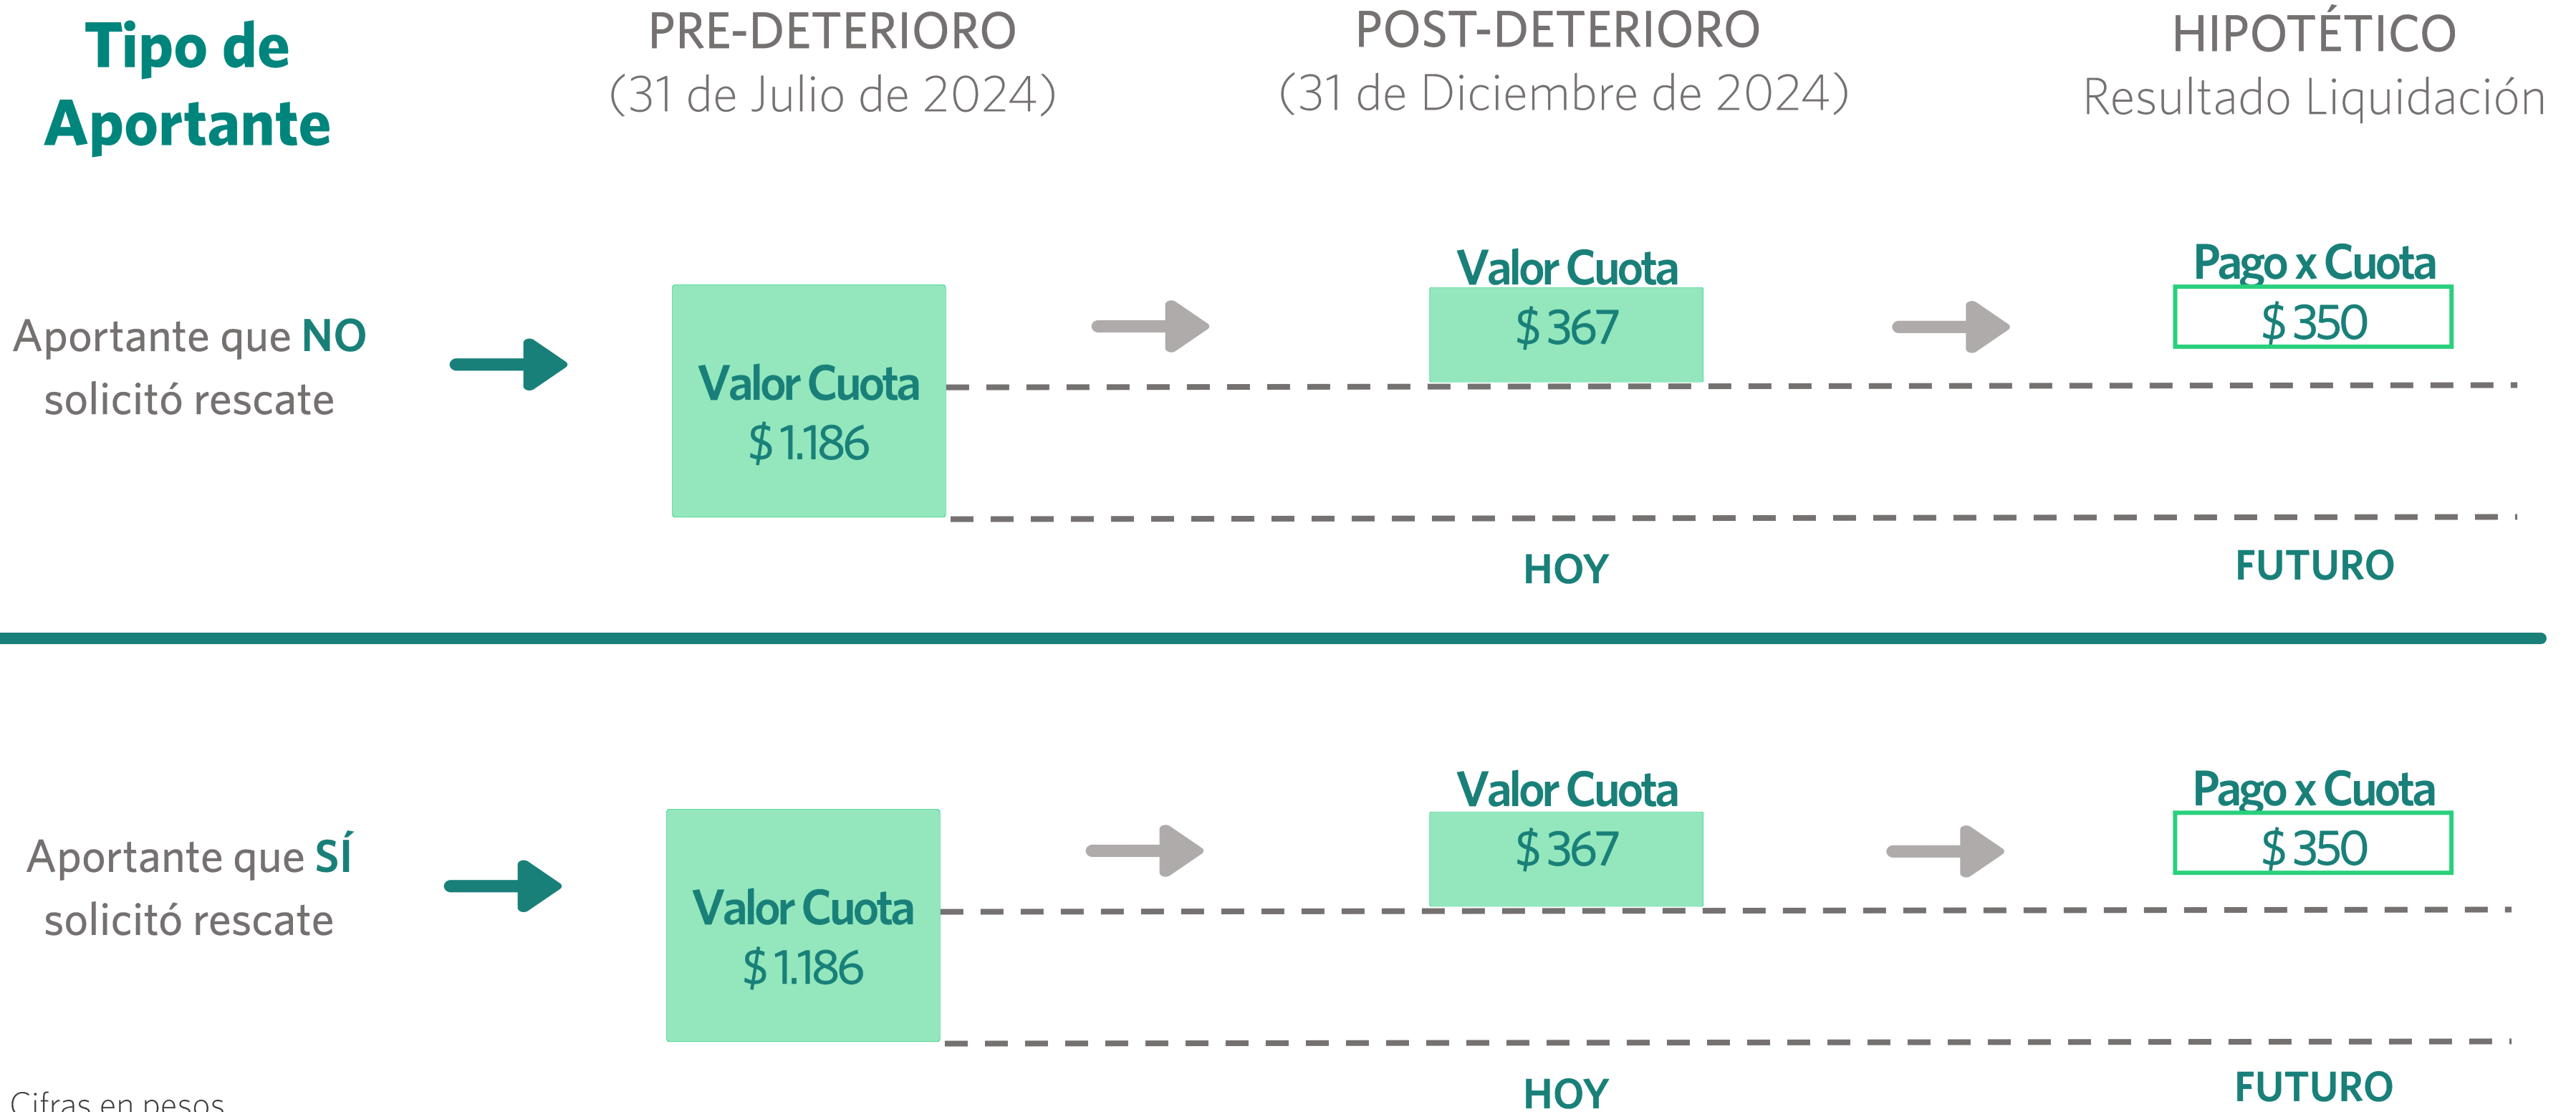 Tipo de
Aportante
PRE-DETERIORO
(31 de Julio de 2024)
POST-DETERIORO
(31 de Diciembre de 2024)
HIPOTÉTICO
Resultado Liquidación
Aportante que NO
solicitó rescate
Valor Cuota
$ 1.186
Valor Cuota
$ 367
Pago x Cuota
$ 350
HOY
FUTURO
Aportante que SÍ
solicitó rescate
Valor Cuota
$ 1.186
Valor Cuota
$ 367
Pago x Cuota
$ 350
HOY
FUTURO
Cifras en pesos